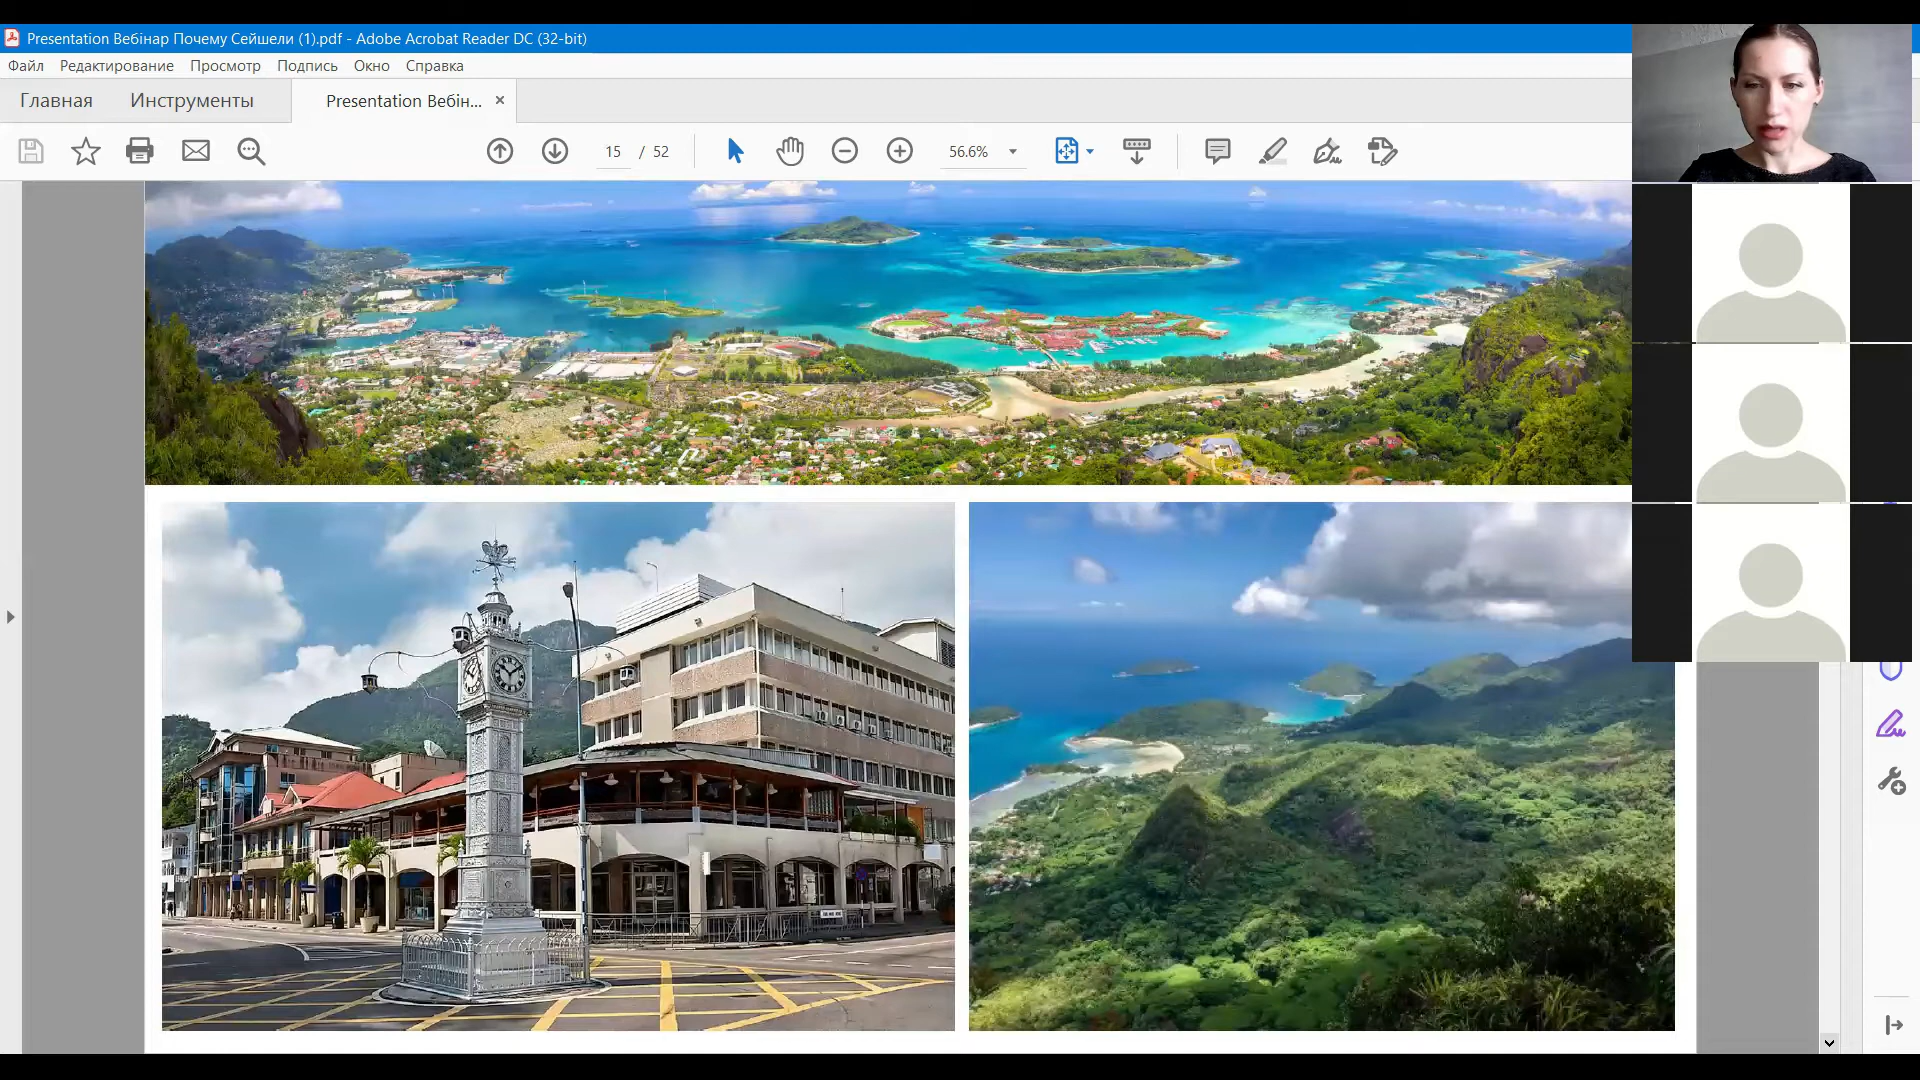 Presentation Вебінар Почему Сейшели (1).pdf - Adobe Acrobat Reader DC (32-bit)
Файл Редактирование Просмотр Подпись Окно Справка
Главная Инструменты Presentation Вебін...
15 / 52 56.6%